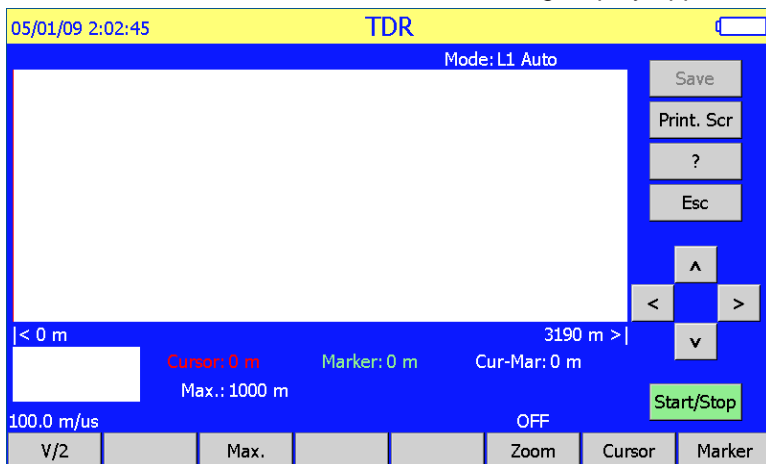 05/01/09 2:02:45 TDR
Mode: L1 Auto
Save
Print. Scr
?
Esc
^
< >
v
|< 0 m 3190 m >|
Cursor: 0 m Marker: 0 m Cur-Mar: 0 m
Max.: 1000 m
Start/Stop
100.0 m/us OFF
V/2 Max. Zoom Cursor Marker